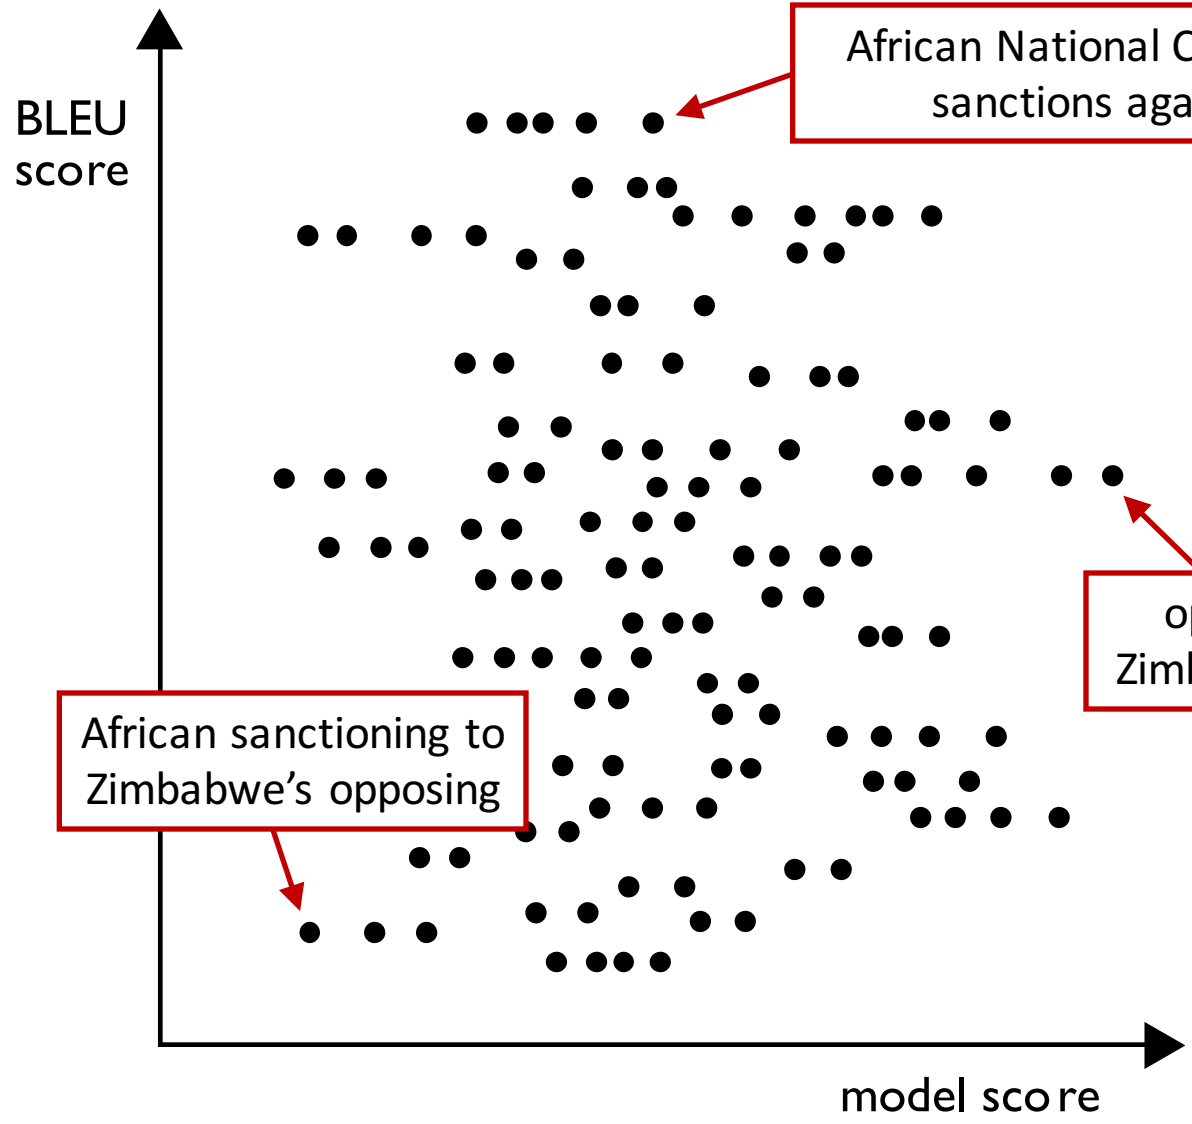 African National C
sanctions aga
BLEU
score
op
Zimb
African sanctioning to
Zimbabwe's opposing
model score